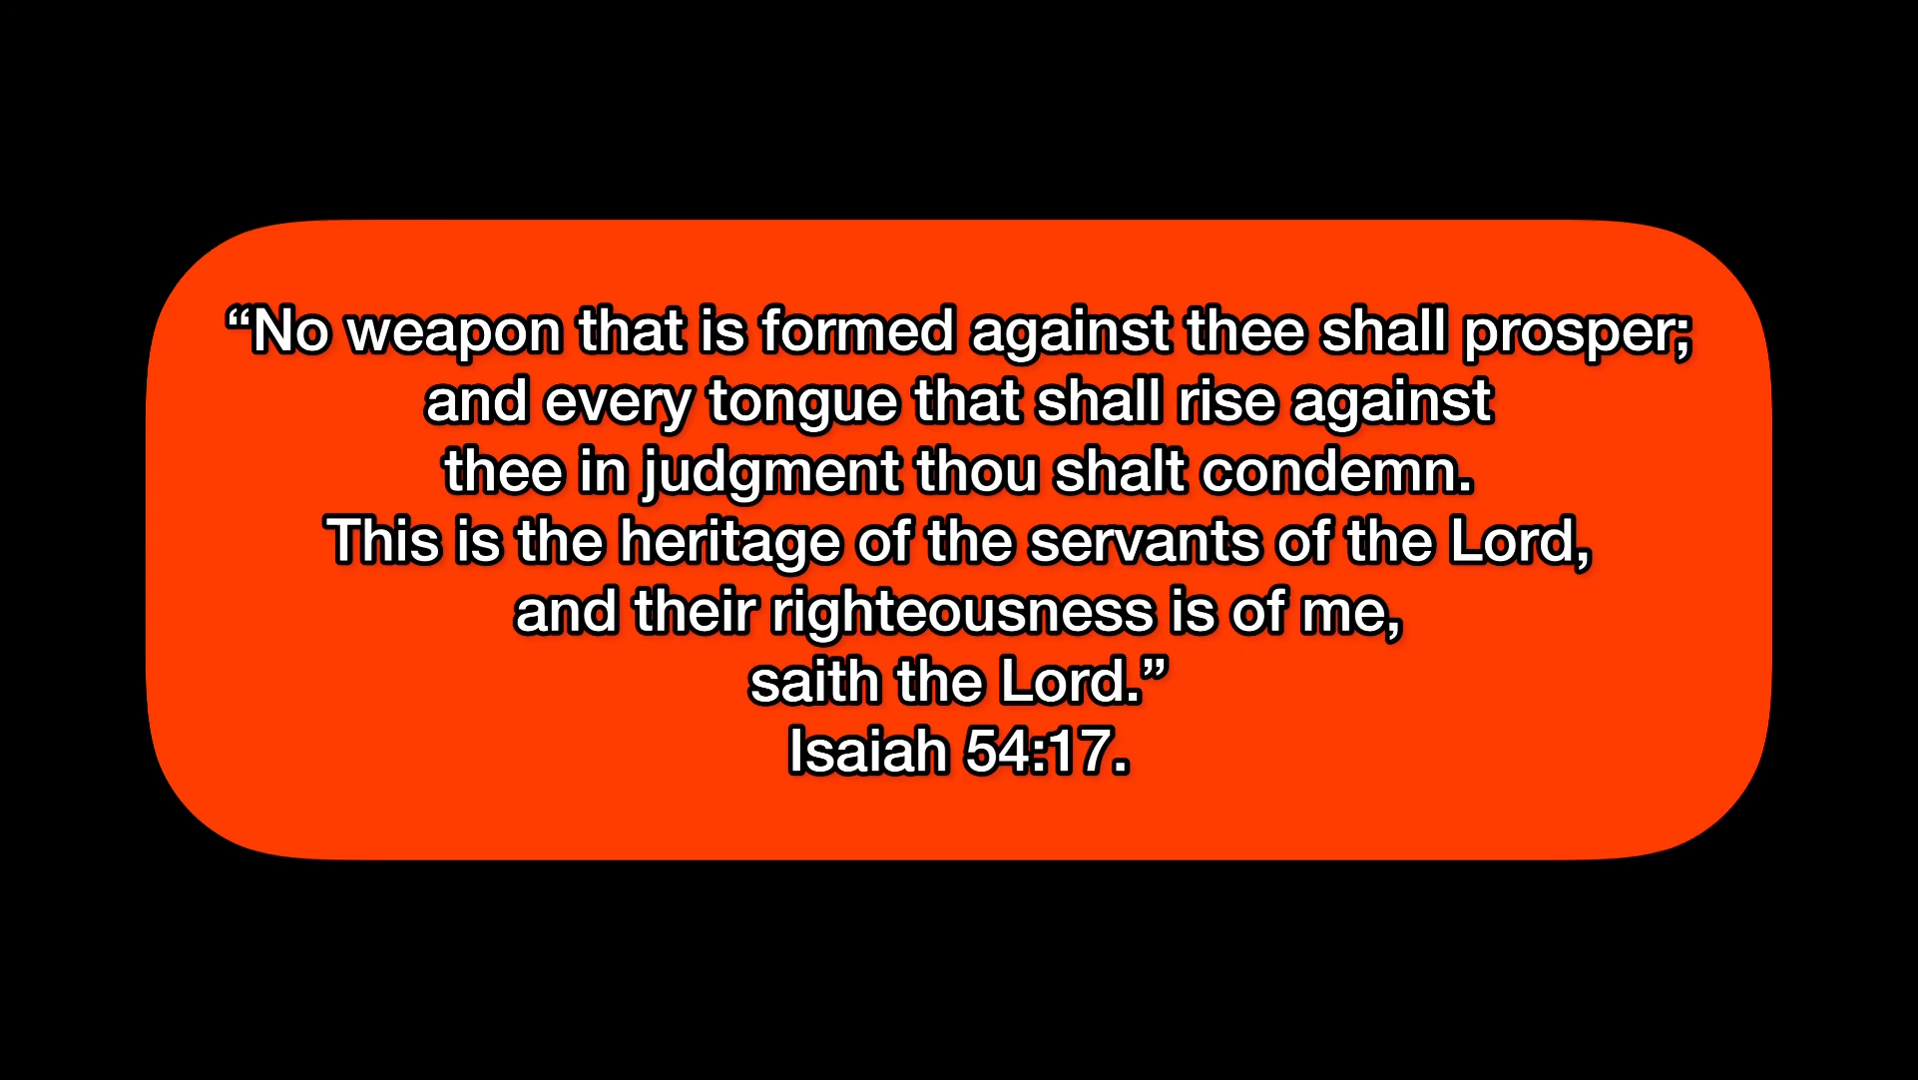 “No weapon that is formed against thee shall prosper;
and every tongue that shall rise against
thee in judgment thou shalt condemn.
This is the heritage of the servants of the Lord,
and their righteousness is of me,
saith the Lord.”
Isaiah 54:17.